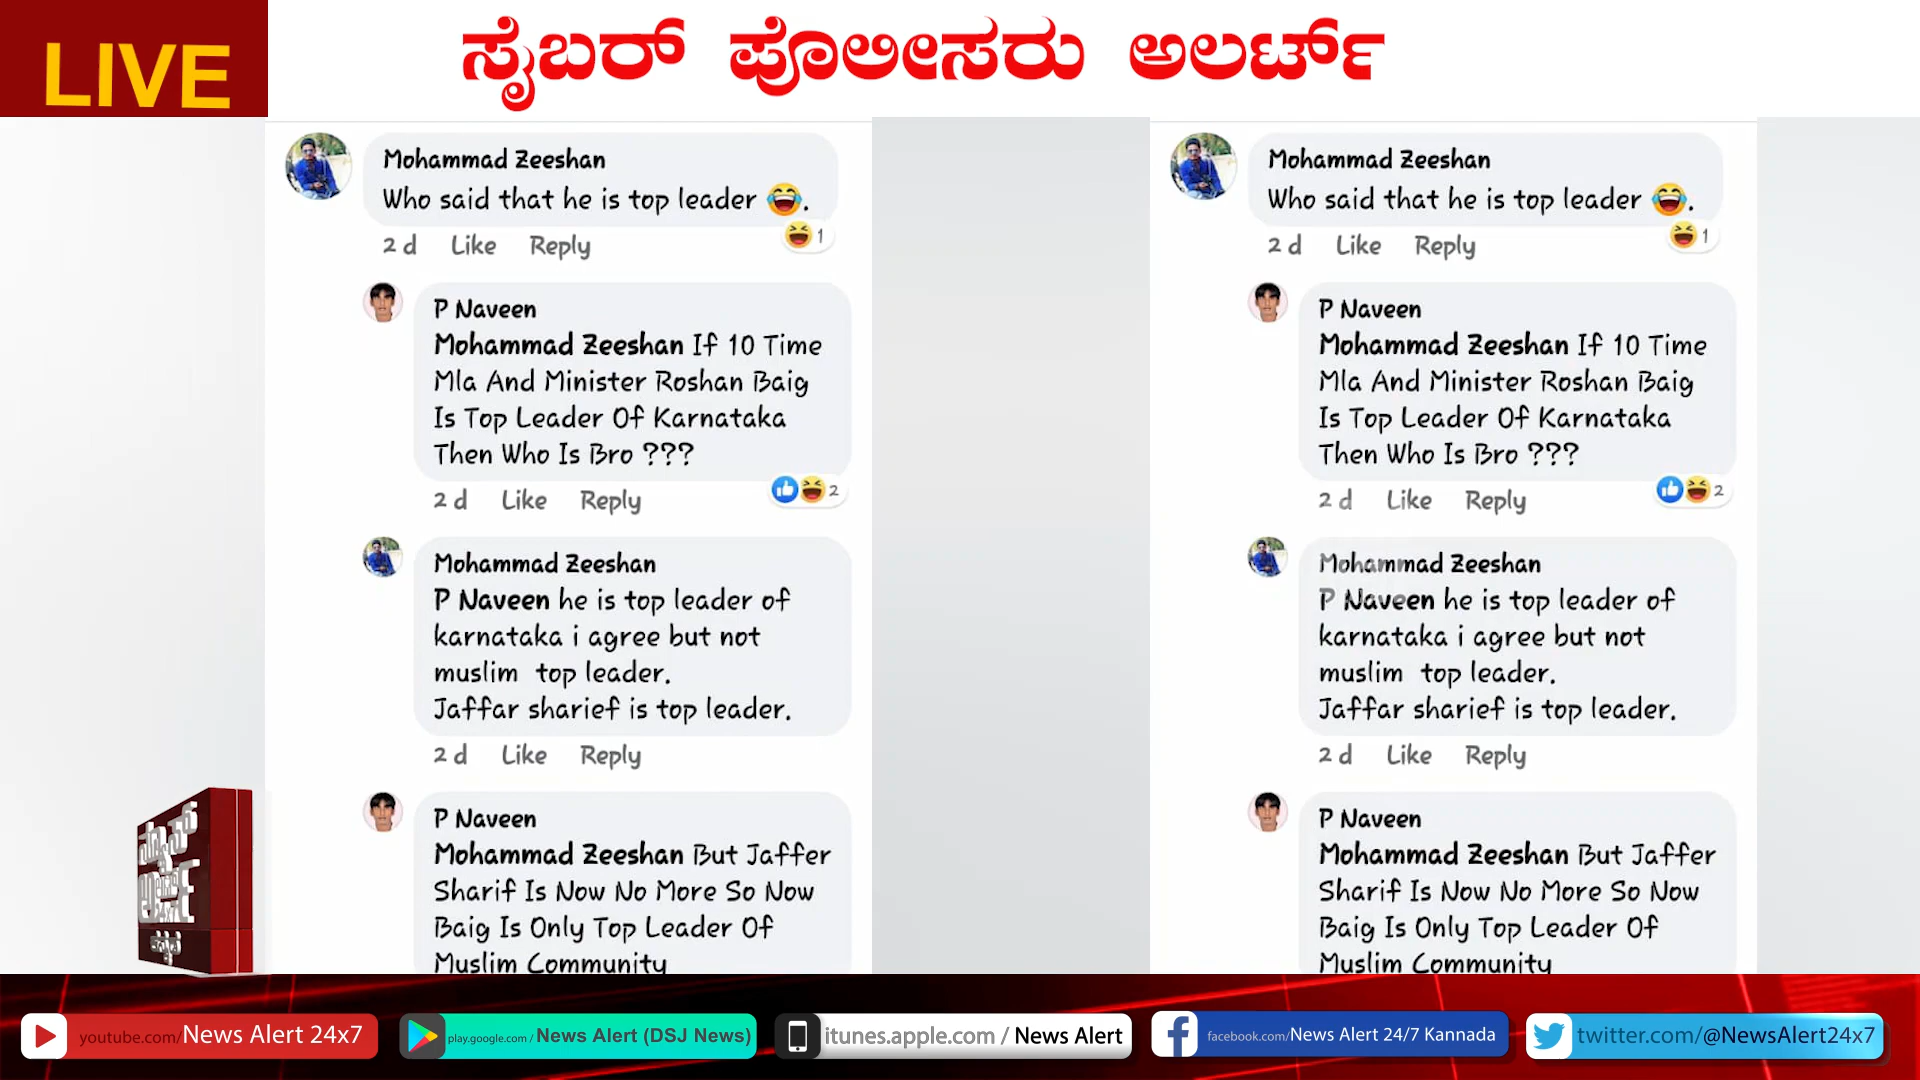 LIVE
ಸೈಬರ್ ಪೊಲೀಸರು ಅಲರ್ಟ್
Mohammad Zeeshan
Who said that he is top leader 😂.
2 d Like Reply
😆 1
P Naveen
Mohammad Zeeshan If 10 Time
Mla And Minister Roshan Baig
Is Top Leader Of Karnataka
Then Who Is Bro ???
2 d Like Reply
👍😆 2
Mohammad Zeeshan
P Naveen he is top leader of
karnataka i agree but not
muslim top leader.
Jaffar sharief is top leader.
2 d Like Reply
P Naveen
Mohammad Zeeshan But Jaffer
Sharif Is Now No More So Now
Baig Is Only Top Leader Of
Muslim Community
Mohammad Zeeshan
Who said that he is top leader 😂.
2 d Like Reply
😆 1
P Naveen
Mohammad Zeeshan If 10 Time
Mla And Minister Roshan Baig
Is Top Leader Of Karnataka
Then Who Is Bro ???
2 d Like Reply
👍😆 2
Mohammad Zeeshan
P Naveen he is top leader of
karnataka i agree but not
muslim top leader.
Jaffar sharief is top leader.
2 d Like Reply
P Naveen
Mohammad Zeeshan But Jaffer
Sharif Is Now No More So Now
Baig Is Only Top Leader Of
Muslim Community
youtube.com/News Alert 24x7
play.google.com / News Alert (DSJ News)
itunes.apple.com / News Alert
facebook.com/News Alert 24/7 Kannada
twitter.com/@NewsAlert24x7